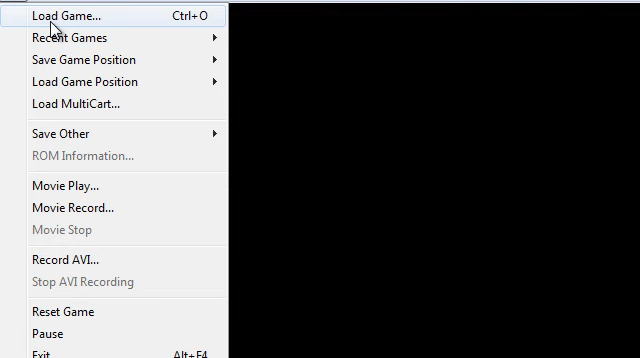 Load Game... Ctrl+O
Recent Games
Save Game Position
Load Game Position
Load MultiCart...
Save Other
ROM Information...
Movie Play...
Movie Record...
Movie Stop
Record AVI...
Stop AVI Recording
Reset Game
Pause
Exit Alt+F4